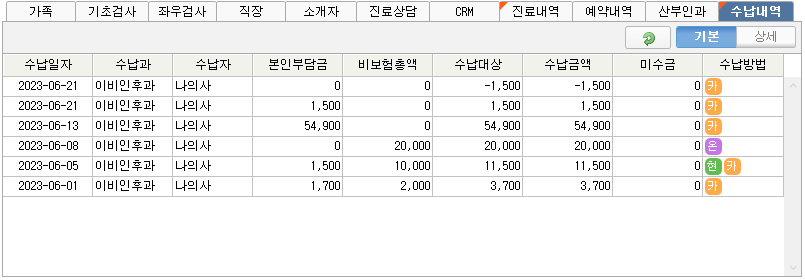 가족 기초검사 좌우검사 직장 소개자 진료상담 CRM 진료내역 예약내역 산부인과 수납내역
기본 상세
수납일자 수납과 수납자 본인부담금 비보험총액 수납대상 수납금액 미수금 수납방법
2023-06-21 이비인후과 나의사 0 0 -1,500 -1,500 0 카
2023-06-21 이비인후과 나의사 1,500 0 1,500 1,500 0 카
2023-06-13 이비인후과 나의사 54,900 0 54,900 54,900 0 카
2023-06-08 이비인후과 나의사 0 20,000 20,000 20,000 0 온
2023-06-05 이비인후과 나의사 1,500 10,000 11,500 11,500 0 현 카
2023-06-01 이비인후과 나의사 1,700 2,000 3,700 3,700 0 카